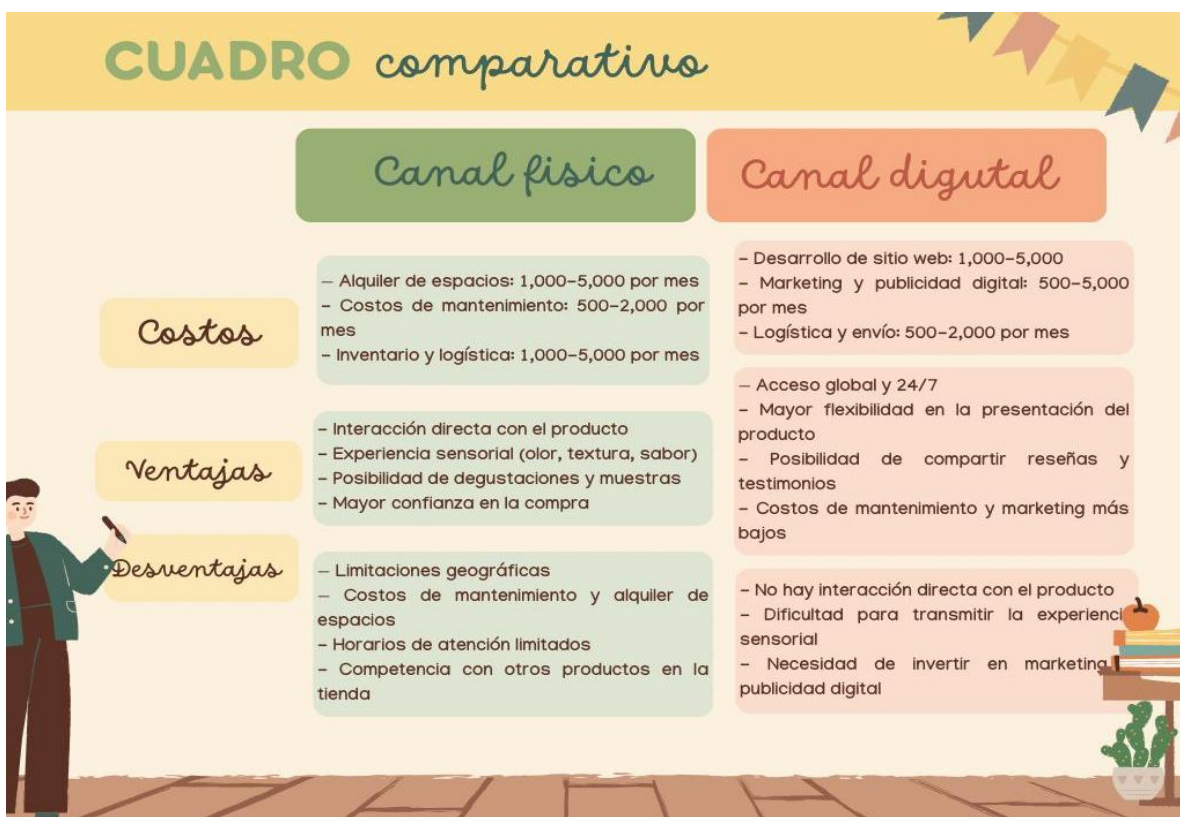 CUADRO comparativo
Canal fisico
Canal digutal
Costos
– Alquiler de espacios: 1,000–5,000 por mes
– Costos de mantenimiento: 500–2,000 por
mes
– Inventario y logística: 1,000–5,000 por mes
– Desarrollo de sitio web: 1,000–5,000
– Marketing y publicidad digital: 500–5,000
por mes
– Logística y envío: 500–2,000 por mes
Ventajas
– Interacción directa con el producto
– Experiencia sensorial (olor, textura, sabor)
– Posibilidad de degustaciones y muestras
– Mayor confianza en la compra
– Acceso global y 24/7
– Mayor flexibilidad en la presentación del
producto
– Posibilidad de compartir reseñas y
testimonios
– Costos de mantenimiento y marketing más
bajos
Desventajas
– Limitaciones geográficas
– Costos de mantenimiento y alquiler de
espacios
– Horarios de atención limitados
– Competencia con otros productos en la
tienda
– No hay interacción directa con el producto
– Dificultad para transmitir la experienci
sensorial
– Necesidad de invertir en marketing
publicidad digital